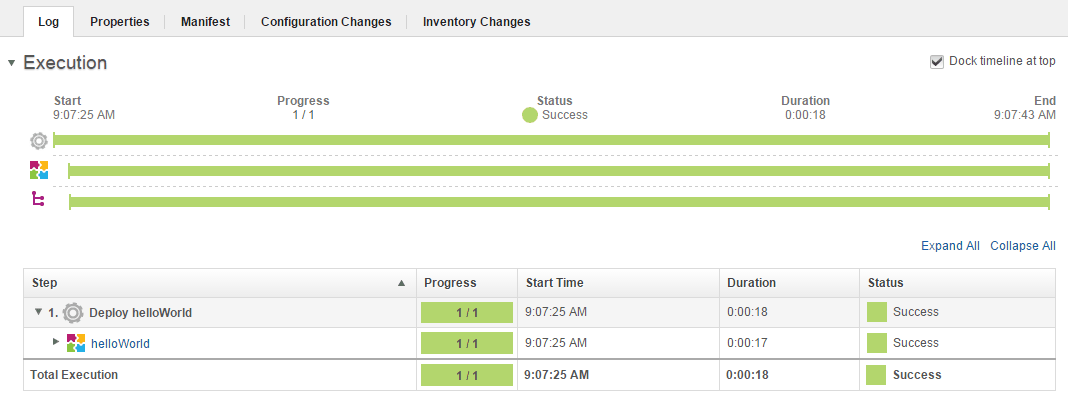 Log Properties Manifest Configuration Changes Inventory Changes
Execution Dock timeline at top
Start Progress Status Duration End
9:07:25 AM 1 / 1 Success 0:00:18 9:07:43 AM
Expand All Collapse All
Step Progress Start Time Duration Status
1. Deploy helloWorld 1 / 1 9:07:25 AM 0:00:18 Success
helloWorld 1 / 1 9:07:25 AM 0:00:17 Success
Total Execution 1 / 1 9:07:25 AM 0:00:18 Success